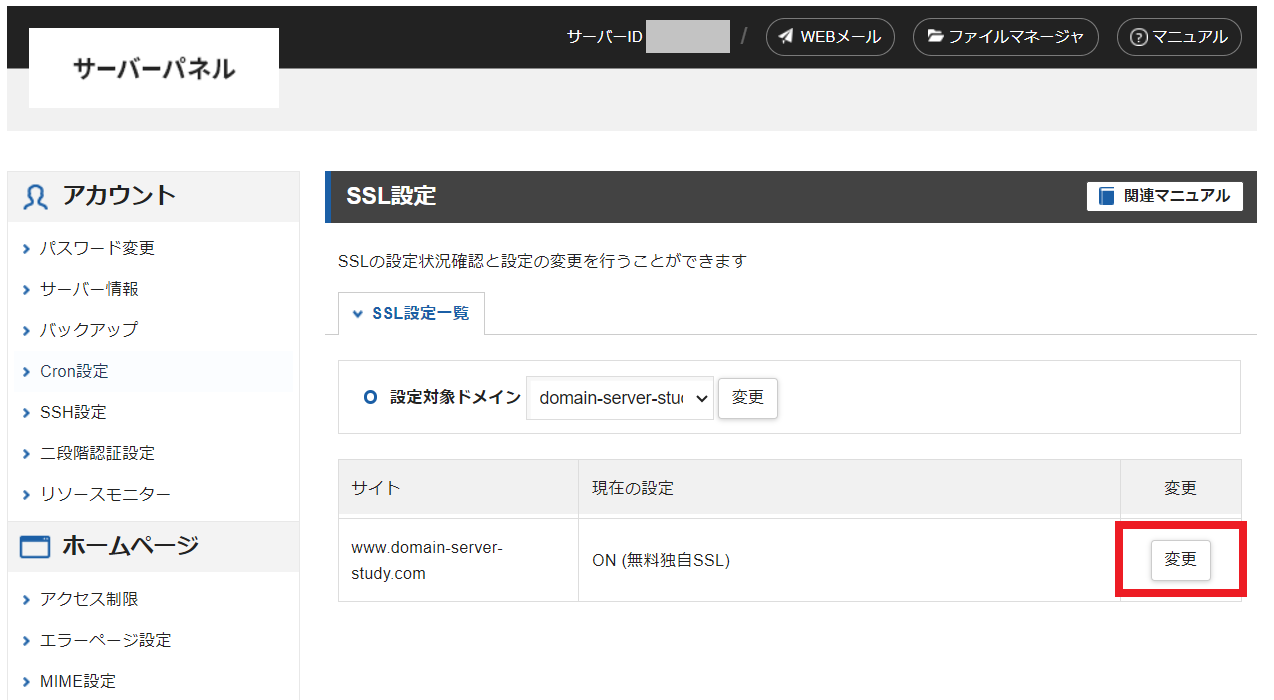 サーバーID / WEBメール ファイルマネージャ ? マニュアル
サーバーパネル
アカウント
パスワード変更
サーバー情報
バックアップ
Cron設定
SSH設定
二段階認証設定
リソースモニター
ホームページ
アクセス制限
エラーページ設定
MIME設定
SSL設定
関連マニュアル
SSLの設定状況確認と設定の変更を行うことができます
SSL設定一覧
設定対象ドメイン domain-server-stu 変更
サイト 現在の設定 変更
www.domain-server-
study.com
ON (無料独自SSL)
変更